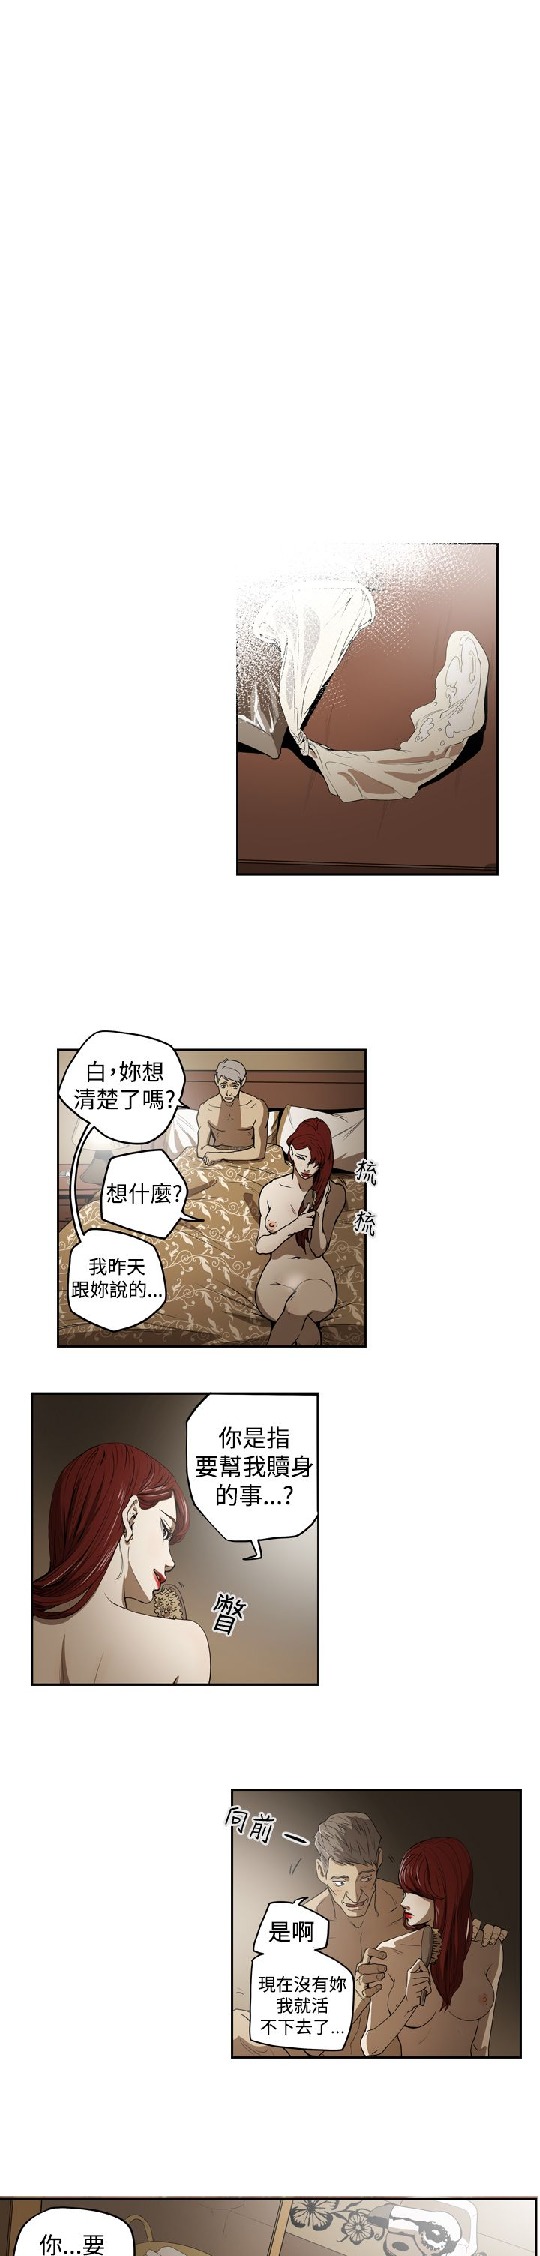 白，妳想
清楚了嗎?
想什麼?
我昨天
跟妳說的...
梳
梳
你是指
要幫我贖身
的事...?
瞥
向前
是啊
現在沒有妳
我就活
不下去了...
你...要